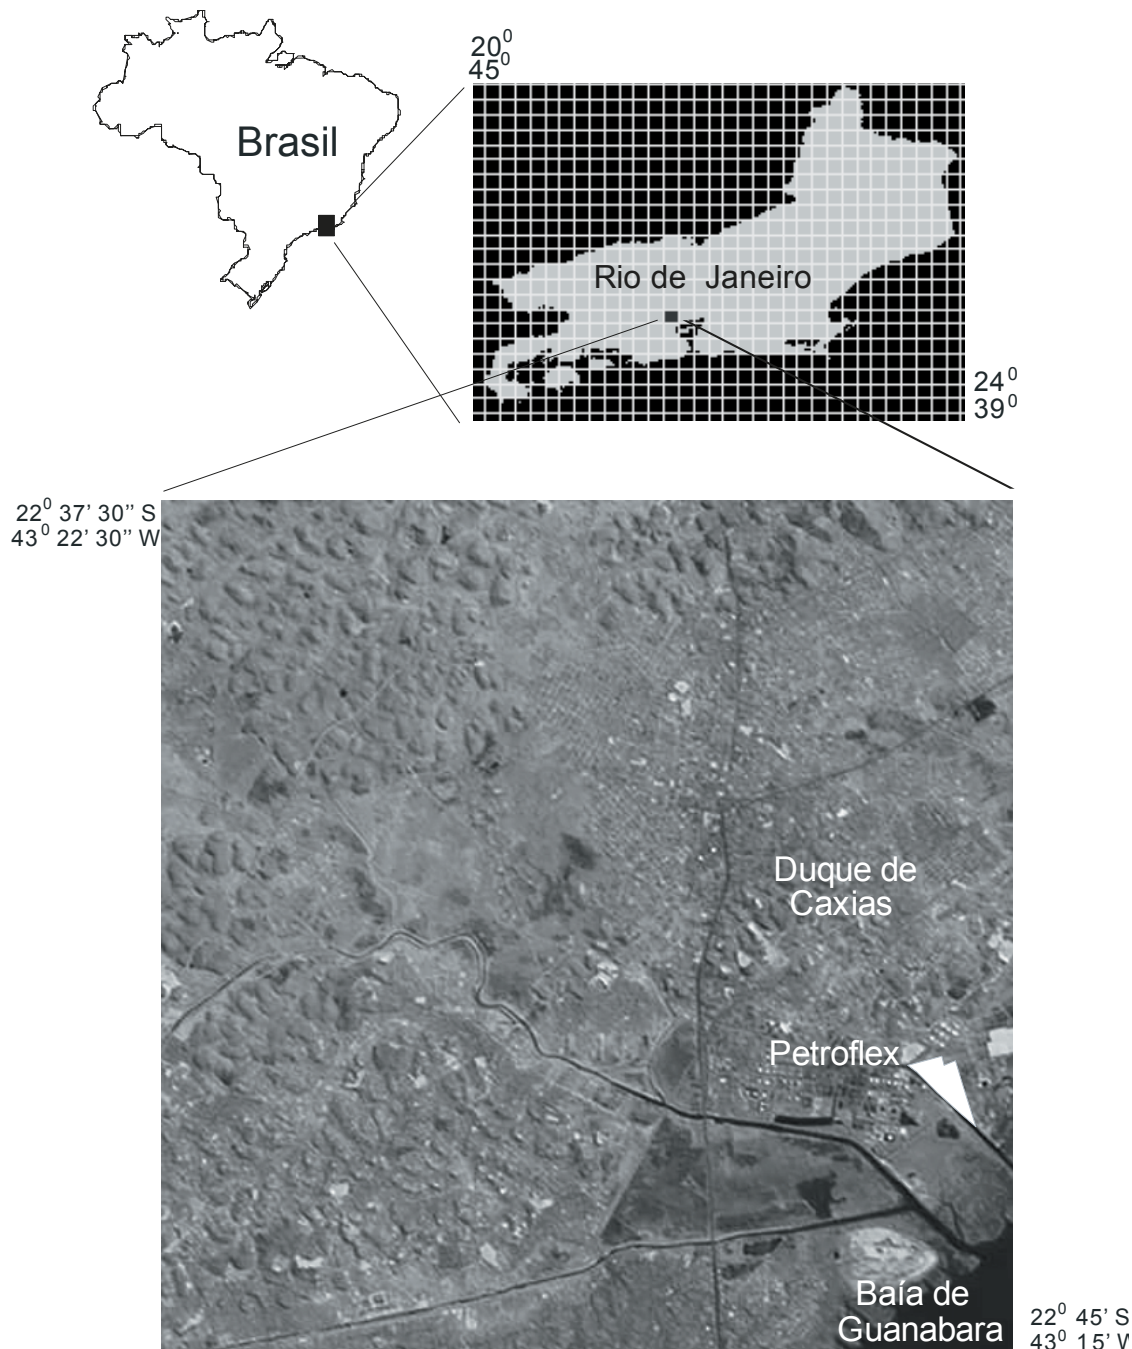 Brasil
20⁰
45⁰
Rio de Janeiro
24⁰
39⁰
22⁰ 37’ 30’’ S
43⁰ 22’ 30’’ W
Duque de
Caxias
Petroflex
Baía de
Guanabara
22⁰ 45’ S
43⁰ 15’ W